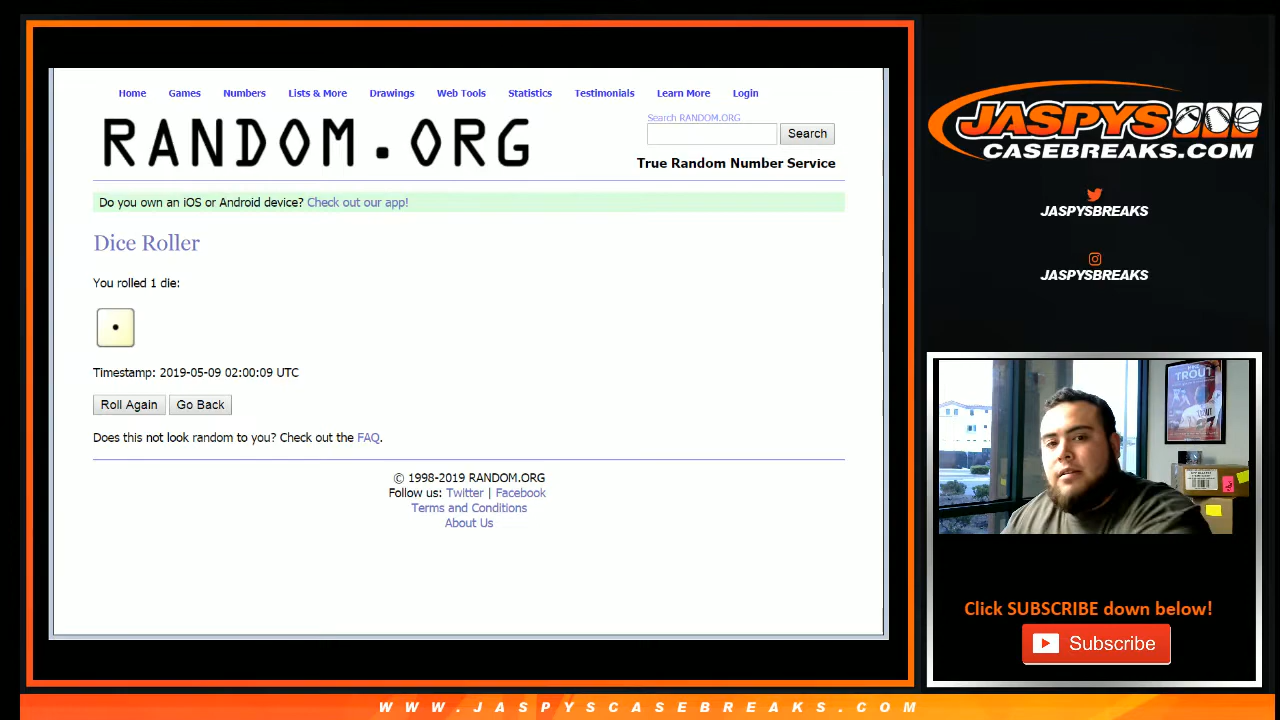 Home Games Numbers Lists & More Drawings Web Tools Statistics Testimonials Learn More Login
RANDOM.ORG
Search RANDOM.ORG
Search
True Random Number Service
Do you own an iOS or Android device? Check out our app!
Dice Roller
You rolled 1 die:
Timestamp: 2019-05-09 02:00:09 UTC
Roll Again Go Back
Does this not look random to you? Check out the FAQ.
© 1998-2019 RANDOM.ORG
Follow us: Twitter | Facebook
Terms and Conditions
About Us
JASPYS
CASEBREAKS.COM
JASPYSBREAKS
JASPYSBREAKS
TROUT
Click SUBSCRIBE down below!
Subscribe
WWW.JASPYSCASEBREAKS.COM